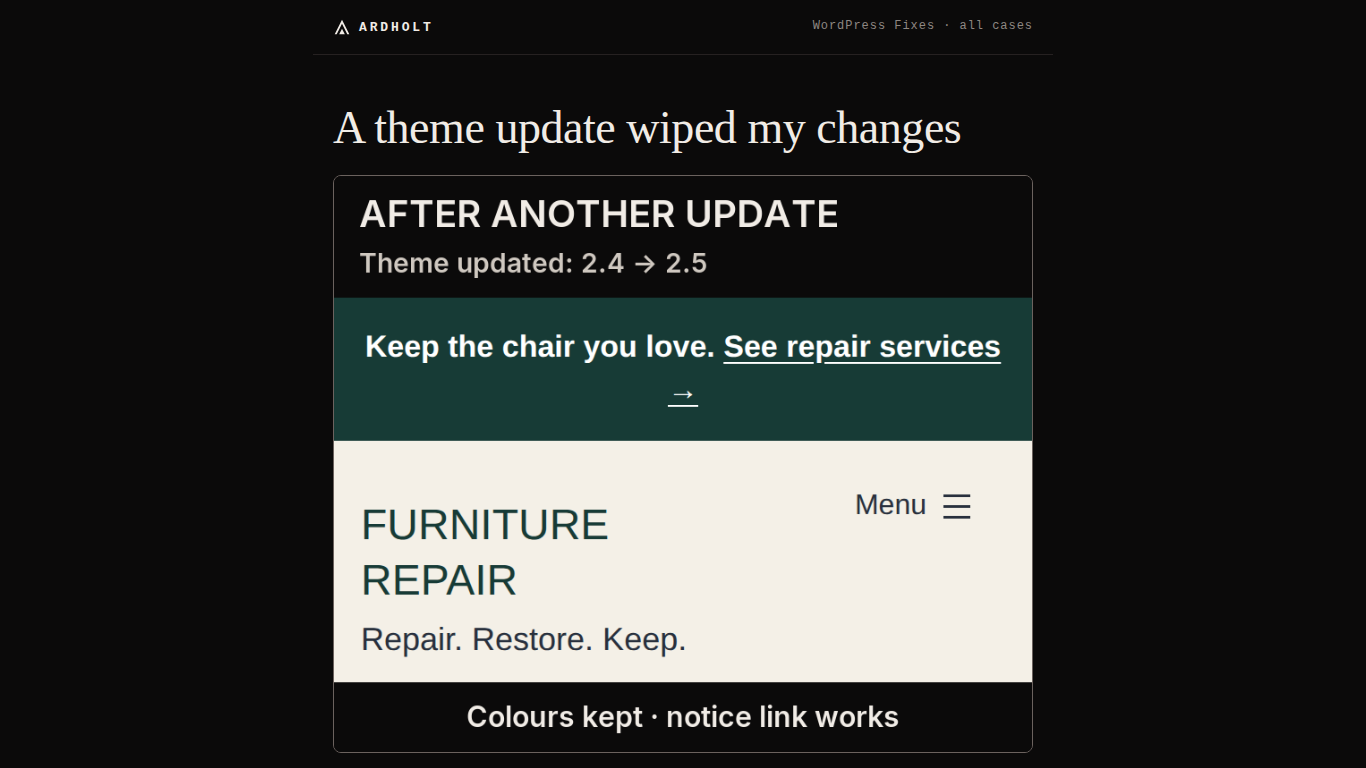 ARDHOLT
WordPress Fixes · all cases
A theme update wiped my changes
AFTER ANOTHER UPDATE
Theme updated: 2.4 → 2.5
Keep the chair you love. See repair services
→
Menu
FURNITURE
REPAIR
Repair. Restore. Keep.
Colours kept · notice link works